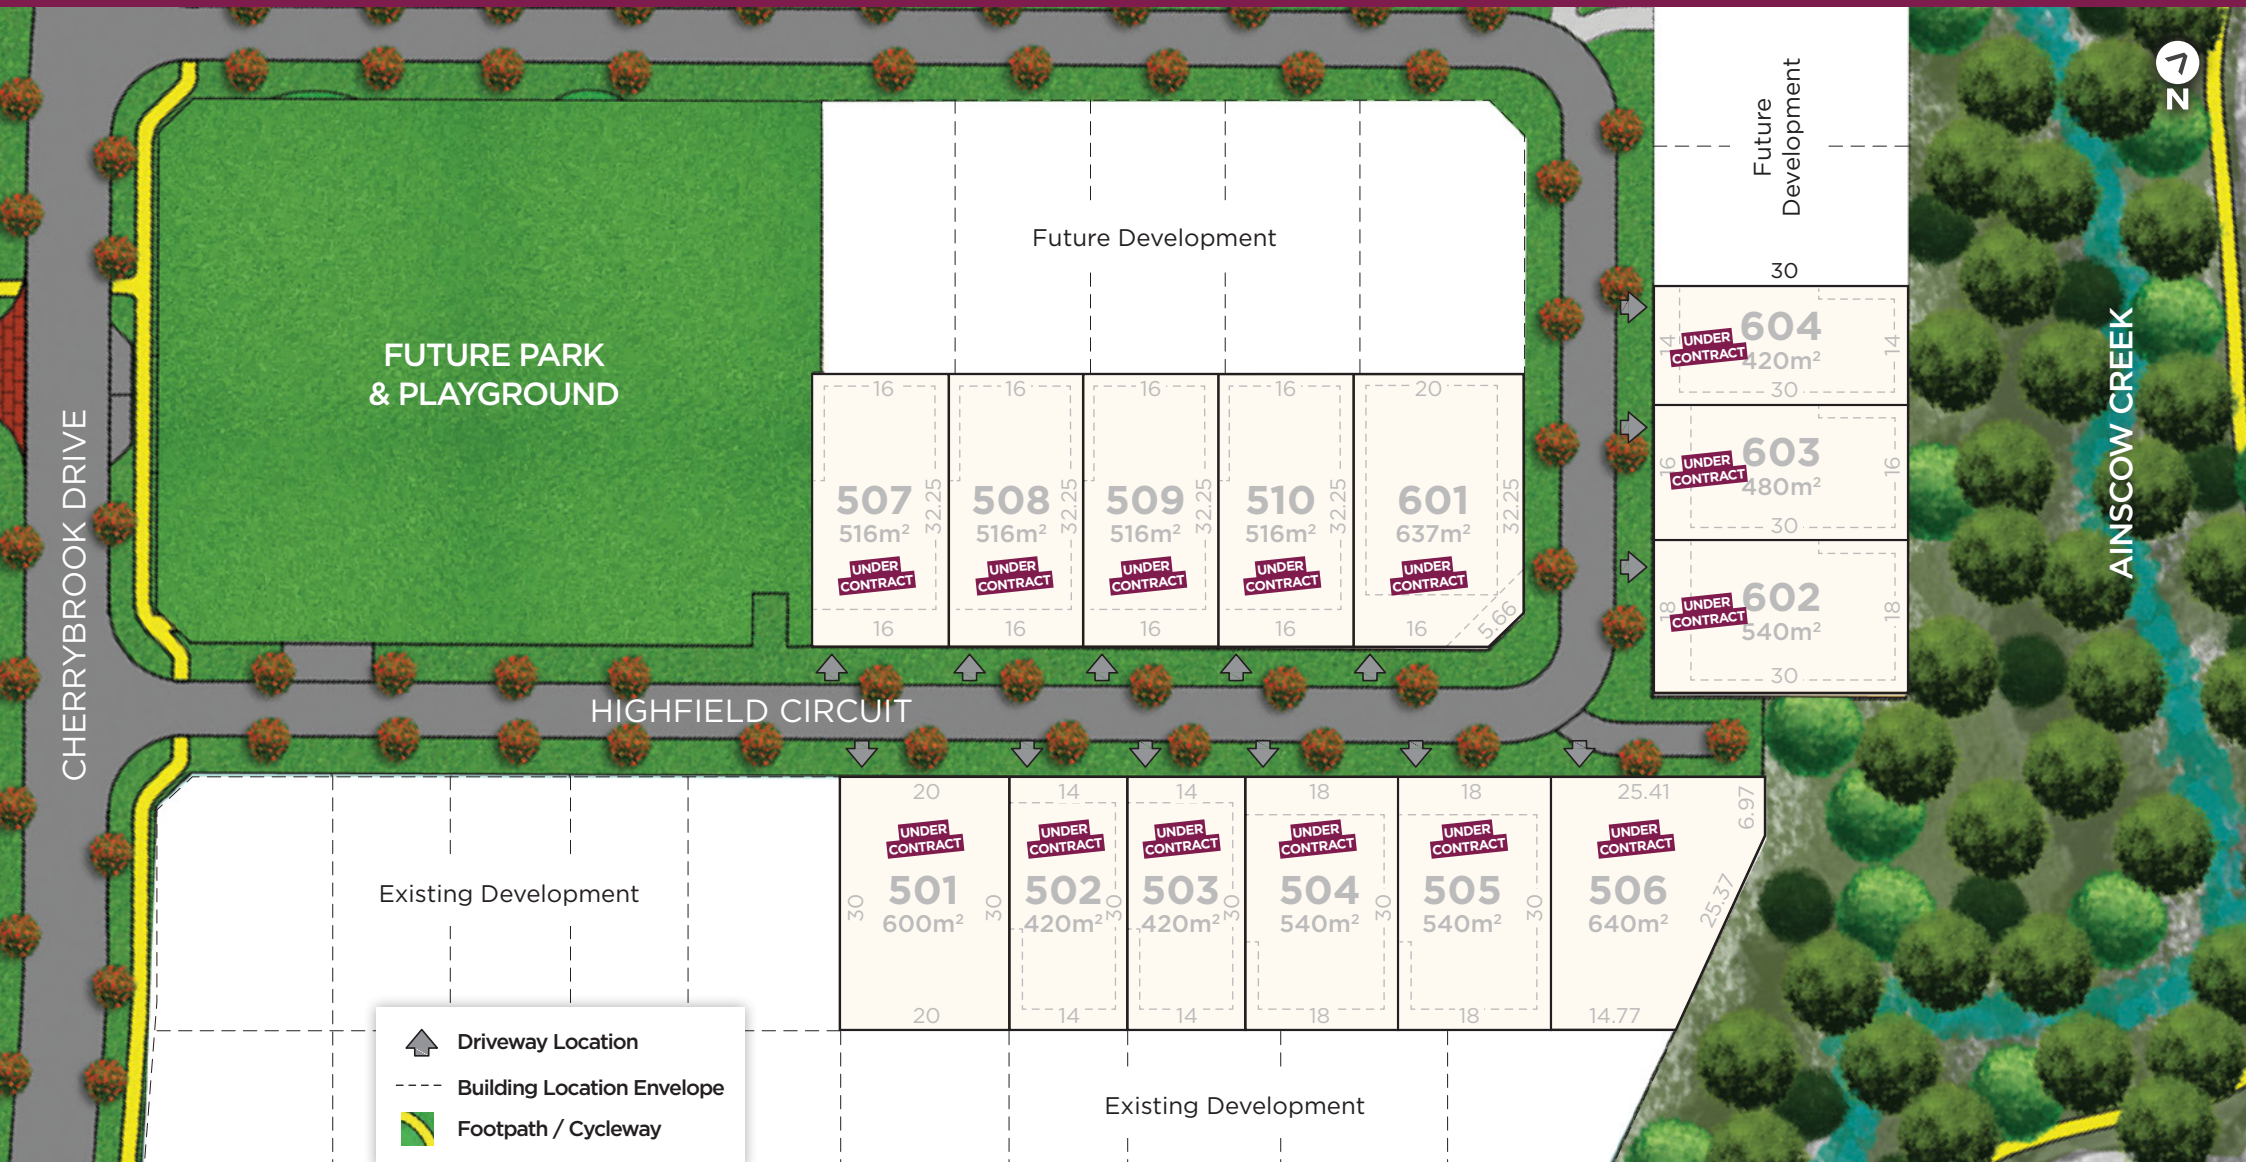 N
Future
Development
Future Development
30
FUTURE PARK
& PLAYGROUND
CHERRYBROOK DRIVE
AINSCOW CREEK
HIGHFIELD CIRCUIT
604
420m²
UNDER
CONTRACT
14
14
30
603
480m²
UNDER
CONTRACT
16
16
30
602
540m²
UNDER
CONTRACT
18
18
30
16
507
516m²
32.25
UNDER
CONTRACT
16
16
508
516m²
32.25
UNDER
CONTRACT
16
16
509
516m²
32.25
UNDER
CONTRACT
16
16
510
516m²
32.25
UNDER
CONTRACT
16
20
601
637m²
32.25
UNDER
CONTRACT
16
5.66
20
UNDER
CONTRACT
501
600m²
30
30
20
14
UNDER
CONTRACT
502
420m²
30
14
14
UNDER
CONTRACT
503
420m²
30
14
18
UNDER
CONTRACT
504
540m²
30
18
18
UNDER
CONTRACT
505
540m²
30
18
25.41
6.97
UNDER
CONTRACT
506
640m²
25.37
14.77
Existing Development
Existing Development
Driveway Location
Building Location Envelope
Footpath / Cycleway